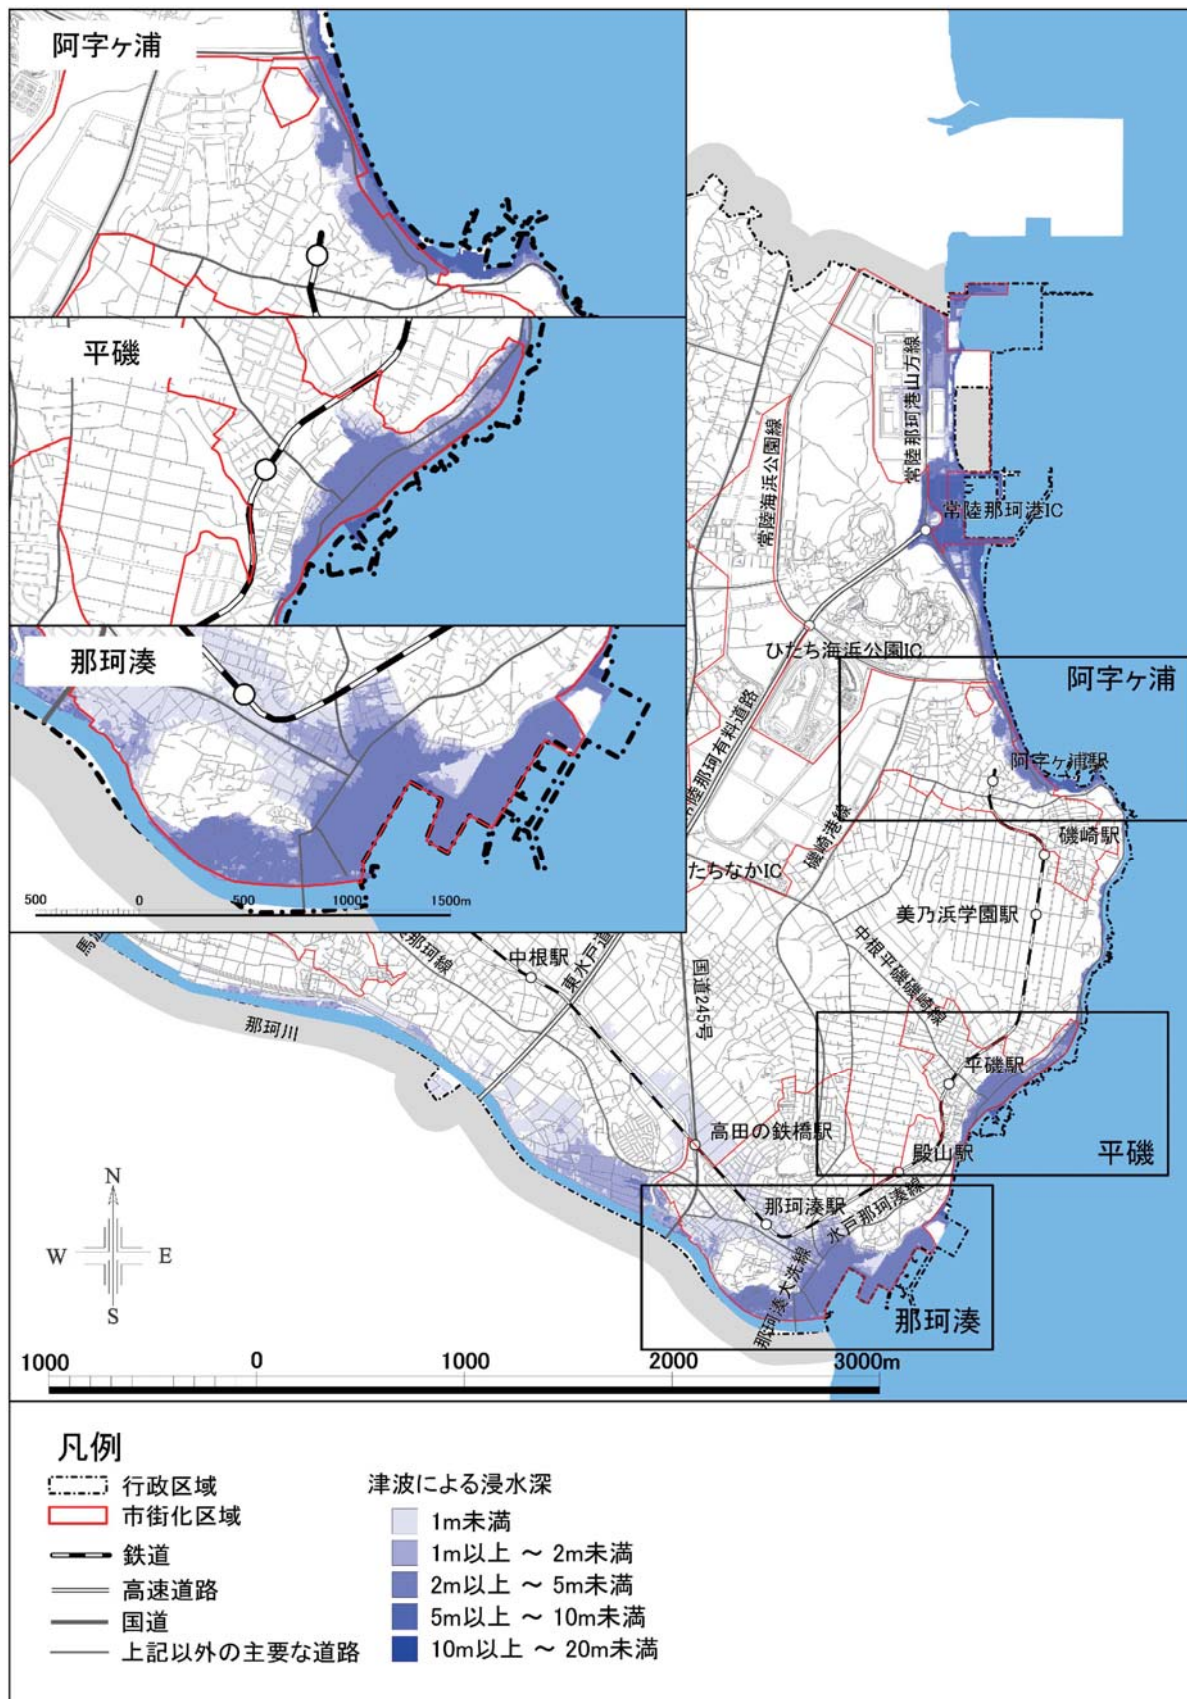 阿字ヶ浦
平磯
那珂湊
500
0
500
1000
1500m
常陸那珂港山方線
常陸海浜公園線
常陸那珂港IC
ひたち海浜公園IC
阿字ヶ浦
常陸那珂有料道路
阿字ヶ浦駅
磯崎港線
磯崎駅
たちなかIC
美乃浜学園駅
中根駅
東水戸道
国道245号
中根平磯磯崎線
那珂川
平磯駅
高田の鉄橋駅
殿山駅
平磯
那珂湊駅
水戸那珂湊線
那珂湊大洗線
那珂湊
N
W
E
S
1000
0
1000
2000
3000m
凡例
行政区域
市街化区域
鉄道
高速道路
国道
上記以外の主要な道路
津波による浸水深
1m未満
1m以上 ～ 2m未満
2m以上 ～ 5m未満
5m以上 ～ 10m未満
10m以上 ～ 20m未満